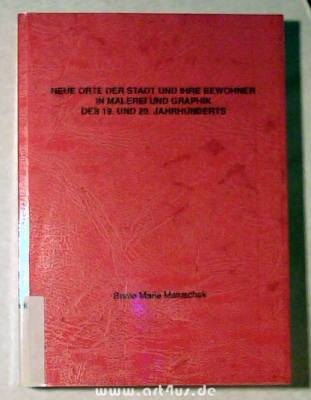 NEUE ORTE DER STADT UND IHRE BEWOHNER
IN MALEREI UND GRAPHIK
DES 19. UND 20. JAHRHUNDERTS
Marie Matuschek
www.art4us.de